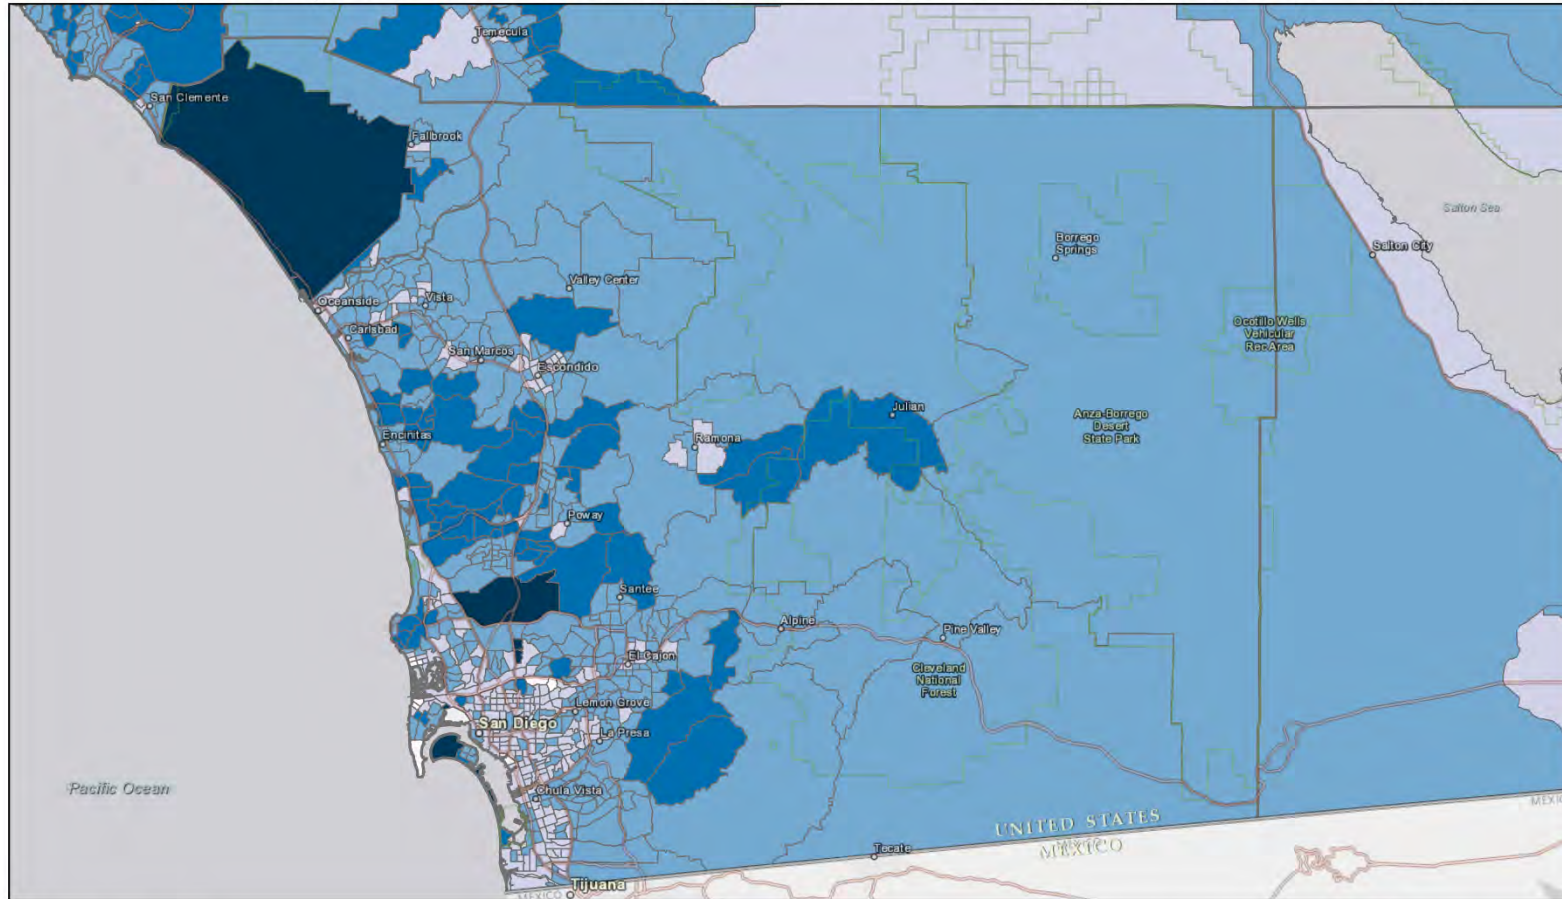 Temecula
San Clemente
Fallbrook
Salton Sea
Borrego
Springs
Salton City
Valley Center
Oceanside
Vista
Ocotillo Wells
Vehicular
Rec Area
Carlsbad
San Marcos
Escondido
Julian
Anza-Borrego
Desert
State Park
Encinitas
Ramona
Poway
Santee
Alpine
Pine Valley
El Cajon
Cleveland
National
Forest
Lemon Grove
San Diego
La Presa
Pacific Ocean
Chula Vista
UNITED STATES
MEXICO
Tecate
Tijuana
MEXICO